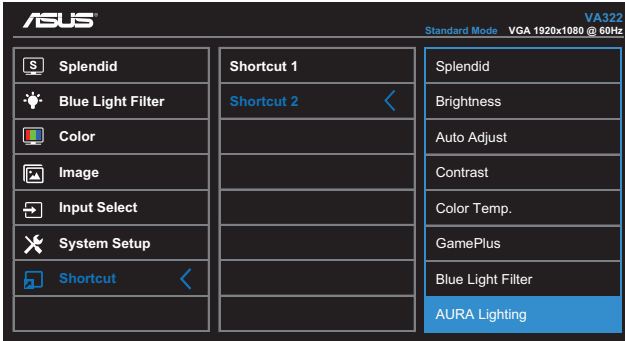 ASUS
VA322
Standard Mode VGA 1920x1080 @ 60Hz
S Splendid
Blue Light Filter
Color
Image
Input Select
System Setup
Shortcut
Shortcut 1
Shortcut 2
Splendid
Brightness
Auto Adjust
Contrast
Color Temp.
GamePlus
Blue Light Filter
AURA Lighting